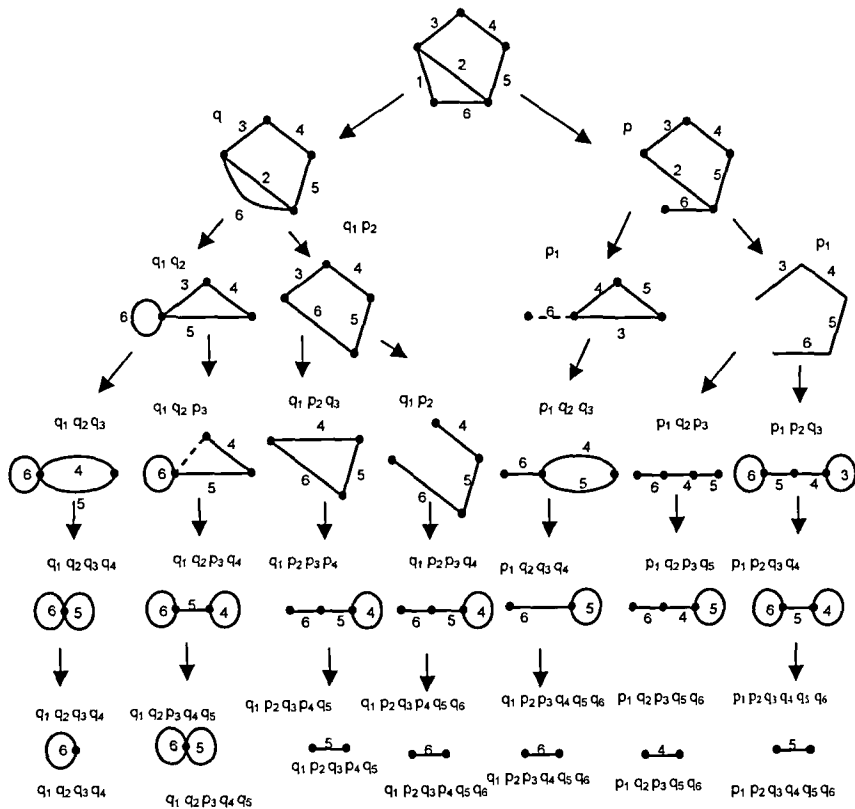 3 4
2
1 5
6
q
3 4
2
5
6
p
3 4
2
5
6
q1 p2
q1 q2
3 4
6
5
3 4
6 5
p1
4 5
6
3
p1
3 4
5
6
q1 q2 q3
q1 q2 p3
q1 p2 q3
q1 p2
p1 q2 q3
p1 q2 p3
p1 p2 q3
6 4
5
6 4
5
4
6 5
4
6 5
6 4
5
6 4 5
6 5 4 3
q1 q2 q3 q4
q1 q2 p3 q4
q1 p2 p3 p4
q1 p2 p3 q4
p1 q2 q3 q4
p1 q2 p3 q5
p1 p2 q3 q4
6 5
6 5 4
6 5 4
6 5 4
6 5
6 4 5
6 5 4
q1 q2 q3 q4
q1 q2 p3 q4 q5
q1 p2 q3 p4 q5
q1 p2 q3 p4 q5 q6
q1 p2 p3 q4 q5 q6
p1 q2 p3 q5 q6
p1 p2 q3 q4 q5 q6
6
6 5
5
6
6
4
5
q1 q2 q3 q4
q1 q2 p3 q4 q5
q1 p2 q3 p4 q5
q1 p2 q3 p4 q5 q6
q1 p2 p3 q4 q5 q6
p1 q2 p3 q5 q6
p1 p2 q3 q4 q5 q6